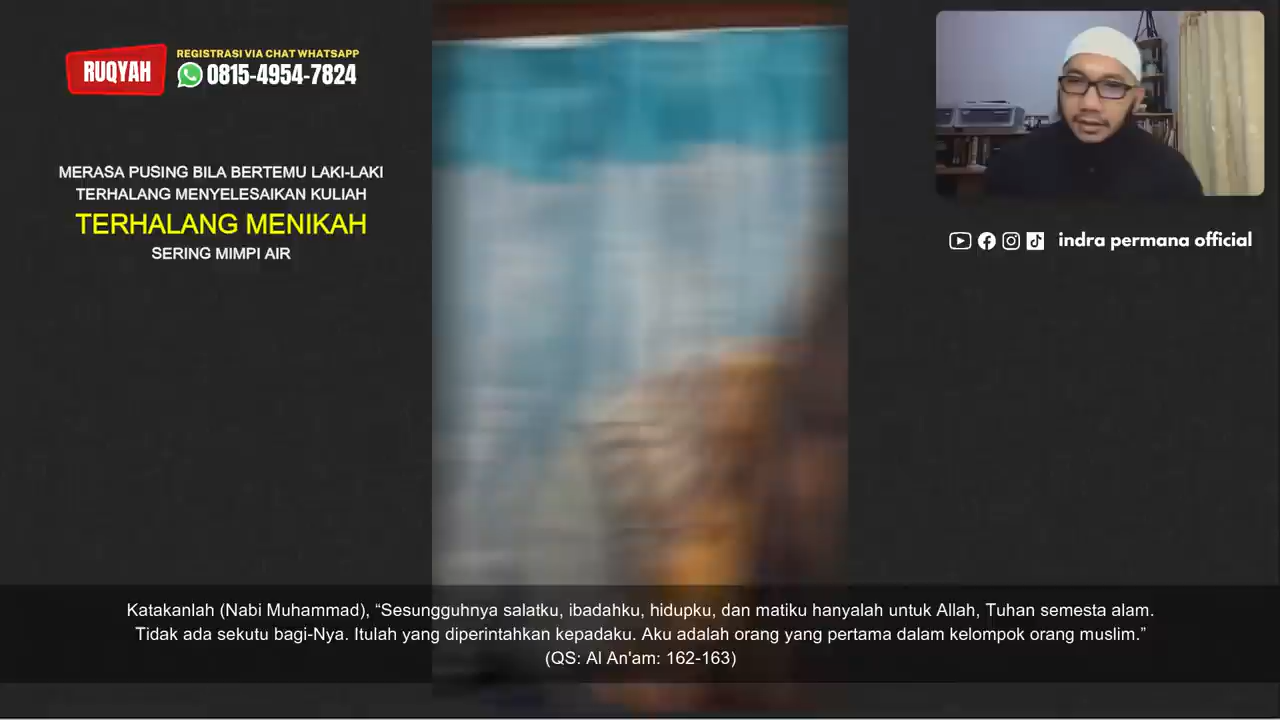 RUQYAH
REGISTRASI VIA CHAT WHATSAPP
0815-4954-7824
MERASA PUSING BILA BERTEMU LAKI-LAKI
TERHALANG MENYELESAIKAN KULIAH
TERHALANG MENIKAH
SERING MIMPI AIR
indra permana official
Katakanlah (Nabi Muhammad), “Sesungguhnya salatku, ibadahku, hidupku, dan matiku hanyalah untuk Allah, Tuhan semesta alam.
Tidak ada sekutu bagi-Nya. Itulah yang diperintahkan kepadaku. Aku adalah orang yang pertama dalam kelompok orang muslim.”
(QS: Al An'am: 162-163)